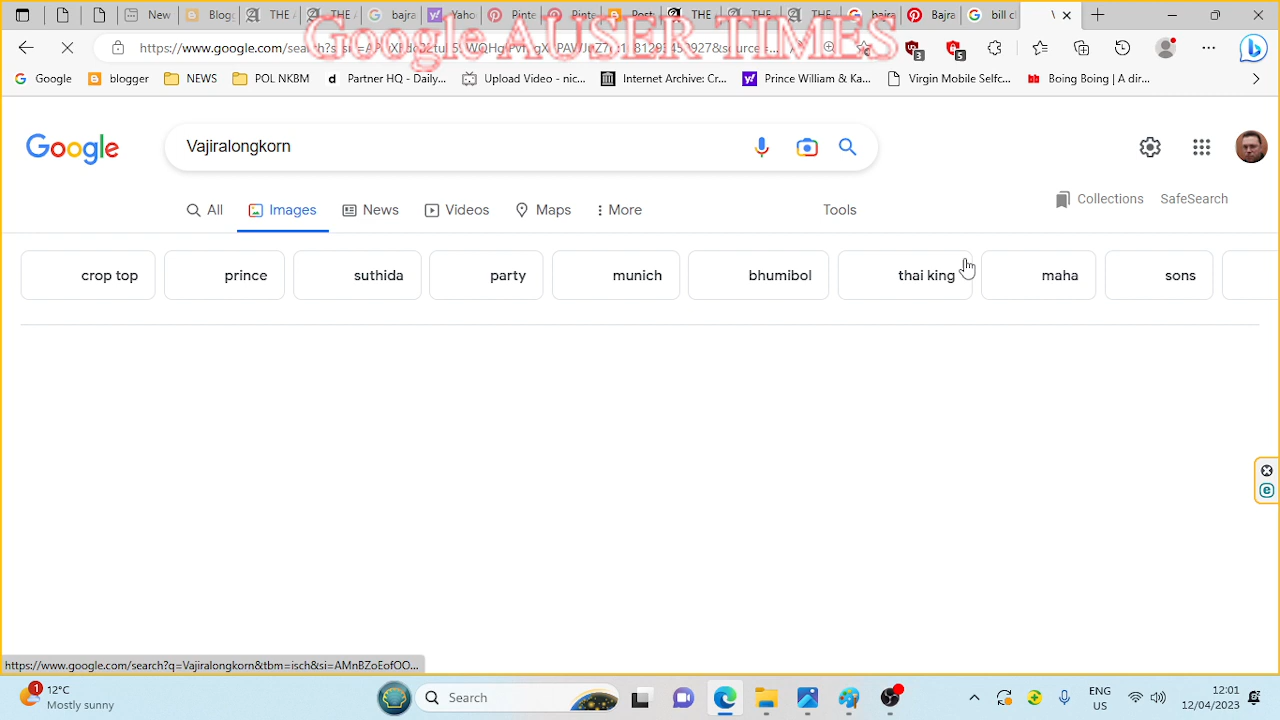 New
Blog
THE A
THE
bajra
Yaho
Pinte
Pinte
Posti
THE
THE
THE
bajra
Bajra
bill c
Google AUSER TIMES
3
5
Google
blogger
NEWS
POL NKBM
Partner HQ - Daily...
Upload Video - nic...
Internet Archive: Cr...
Prince William & Ka...
Virgin Mobile Selfc...
Boing Boing | A dir...
Google
Vajiralongkorn
All
Images
News
Videos
Maps
More
Tools
Collections
SafeSearch
crop top
prince
suthida
party
munich
bhumibol
thai king
maha
sons
https://www.google.com/search?q=Vajiralongkorn&tbm=isch&si=AMnBZoEofOO...
1
12°C
Mostly sunny
Search
ENG
US
12:01
12/04/2023